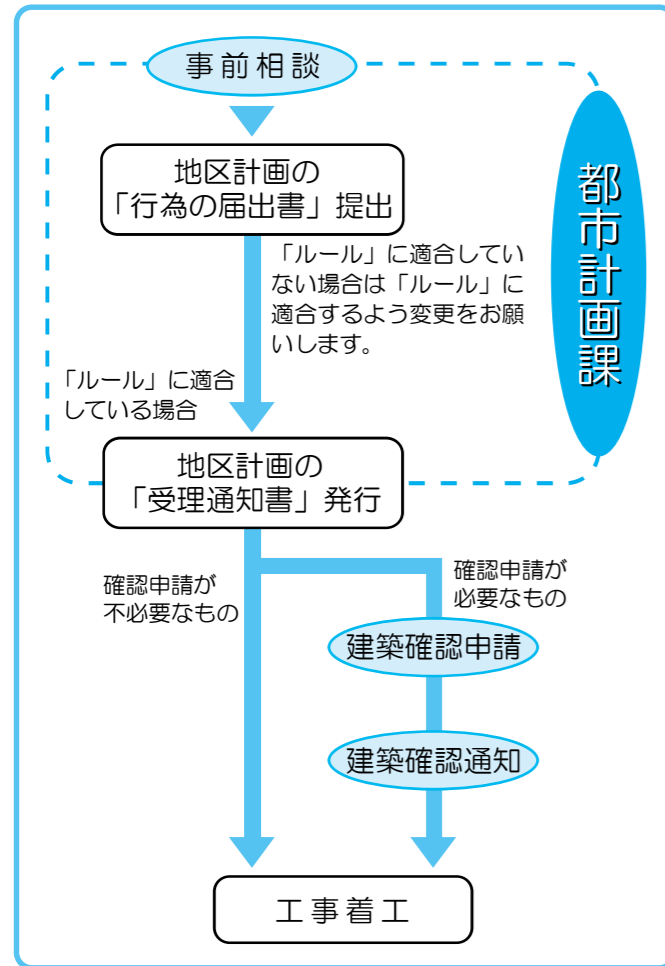 事前相談
都市計画課
地区計画の
「行為の届出書」提出
「ルール」に適合してい
ない場合は「ルール」に
適合するよう変更をお願
いします。
「ルール」に適合
している場合
地区計画の
「受理通知書」発行
確認申請が
不必要なもの
確認申請が
必要なもの
建築確認申請
建築確認通知
工事着工